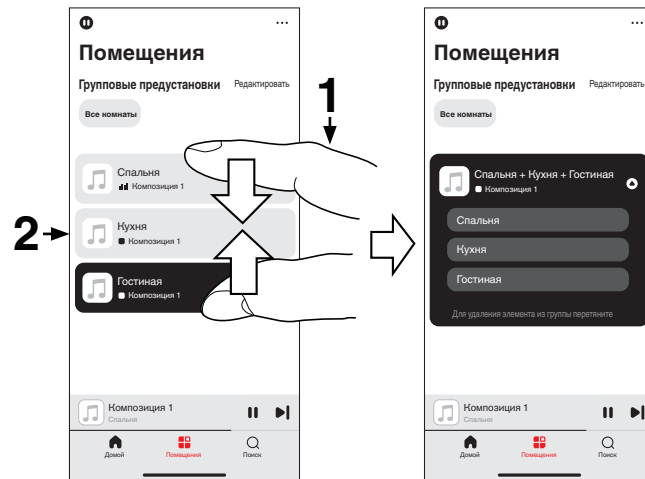 Помещения
Групповые предустановки Редактировать
Все комнаты
Спальня
Композиция 1
Кухня
Композиция 1
Гостиная
Композиция 1
Композиция 1
Спальня
Домой Помещения Поиск
1
2
Помещения
Групповые предустановки Редактировать
Все комнаты
Спальня + Кухня + Гостиная
Композиция 1
Спальня
Кухня
Гостиная
Для удаления элемента из группы перетяните
Композиция 1
Спальня
Домой Помещения Поиск